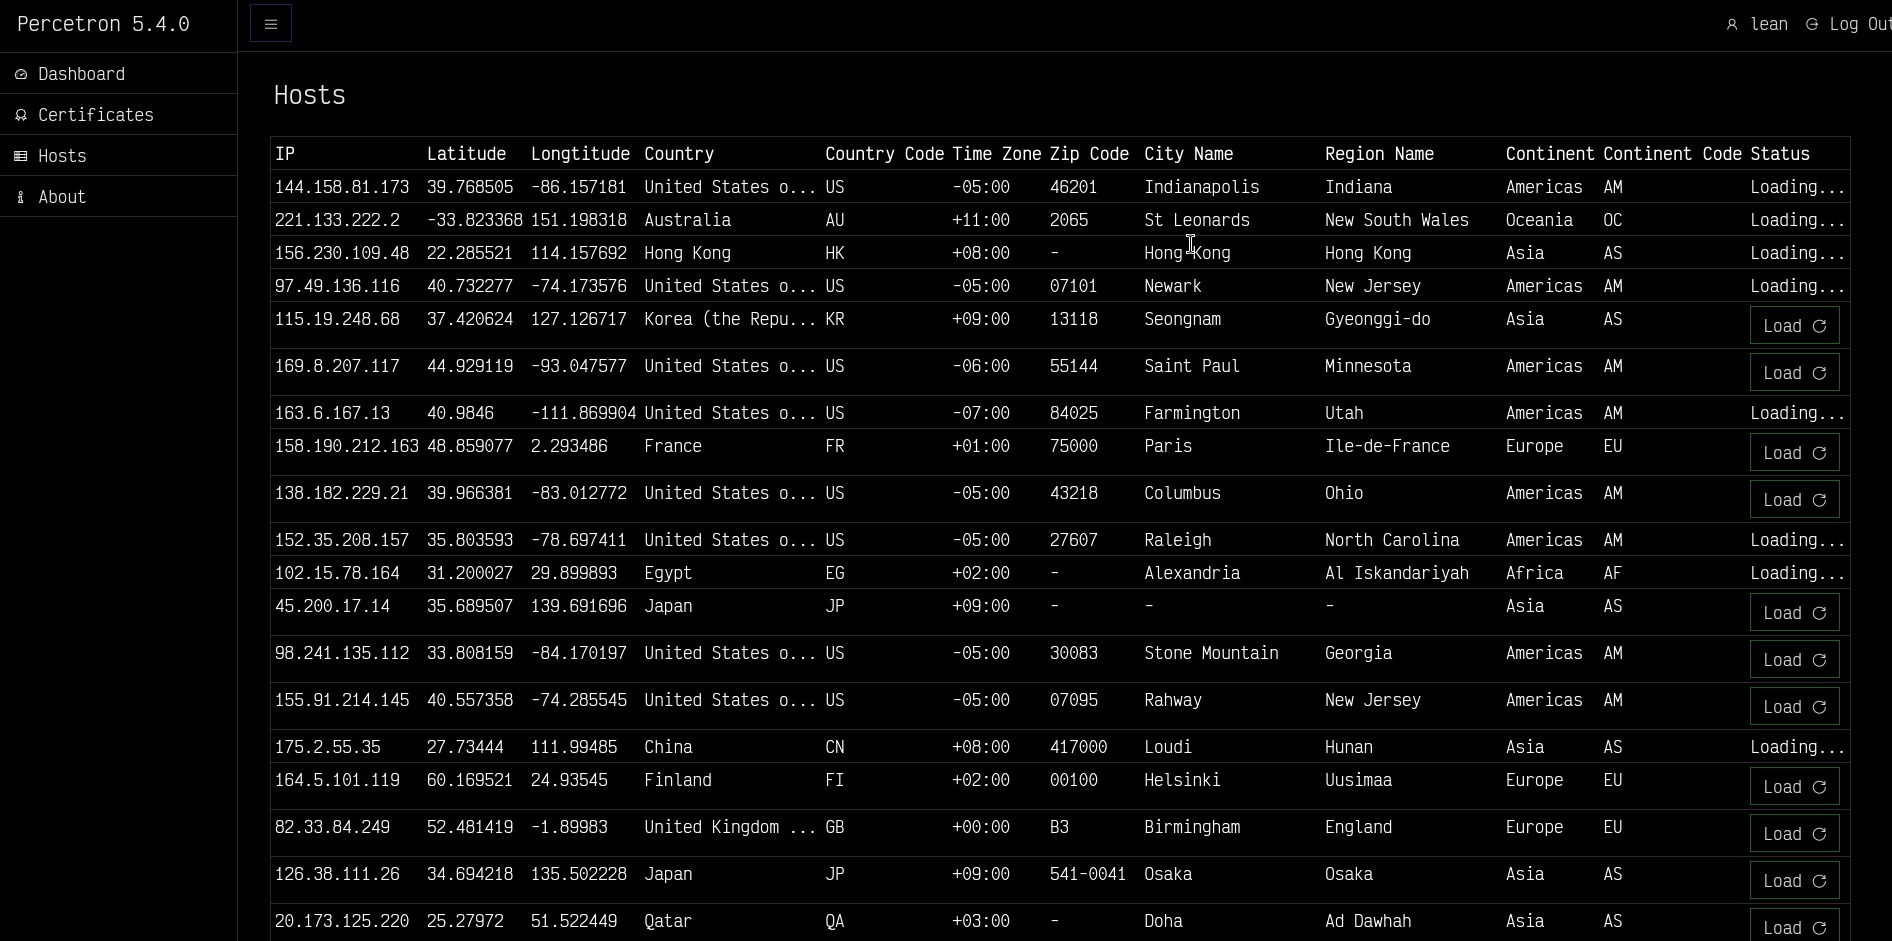 Percetron 5.4.0
lean Log Out
Dashboard
Certificates
Hosts
About
Hosts
IP Latitude Longtitude Country Country Code Time Zone Zip Code City Name Region Name Continent Continent Code Status
144.158.81.173 39.768505 -86.157181 United States o... US -05:00 46201 Indianapolis Indiana Americas AM Loading...
221.133.222.2 -33.823368 151.198318 Australia AU +11:00 2065 St Leonards New South Wales Oceania OC Loading...
156.230.109.48 22.285521 114.157692 Hong Kong HK +08:00 - Hong Kong Hong Kong Asia AS Loading...
97.49.136.116 40.732277 -74.173576 United States o... US -05:00 07101 Newark New Jersey Americas AM Loading...
115.19.248.68 37.420624 127.126717 Korea (the Repu... KR +09:00 13118 Seongnam Gyeonggi-do Asia AS Load
169.8.207.117 44.929119 -93.047577 United States o... US -06:00 55144 Saint Paul Minnesota Americas AM Load
163.6.167.13 40.9846 -111.869904 United States o... US -07:00 84025 Farmington Utah Americas AM Loading...
158.190.212.163 48.859077 2.293486 France FR +01:00 75000 Paris Ile-de-France Europe EU Load
138.182.229.21 39.966381 -83.012772 United States o... US -05:00 43218 Columbus Ohio Americas AM Load
152.35.208.157 35.803593 -78.697411 United States o... US -05:00 27607 Raleigh North Carolina Americas AM Loading...
102.15.78.164 31.200027 29.899893 Egypt EG +02:00 - Alexandria Al Iskandariyah Africa AF Loading...
45.200.17.14 35.689507 139.691696 Japan JP +09:00 - - - Asia AS Load
98.241.135.112 33.808159 -84.170197 United States o... US -05:00 30083 Stone Mountain Georgia Americas AM Load
155.91.214.145 40.557358 -74.285545 United States o... US -05:00 07095 Rahway New Jersey Americas AM Load
175.2.55.35 27.73444 111.99485 China CN +08:00 417000 Loudi Hunan Asia AS Loading...
164.5.101.119 60.169521 24.93545 Finland FI +02:00 00100 Helsinki Uusimaa Europe EU Load
82.33.84.249 52.481419 -1.89983 United Kingdom ... GB +00:00 B3 Birmingham England Europe EU Load
126.38.111.26 34.694218 135.502228 Japan JP +09:00 541-0041 Osaka Osaka Asia AS Load
20.173.125.220 25.27972 51.522449 Qatar QA +03:00 - Doha Ad Dawhah Asia AS Load